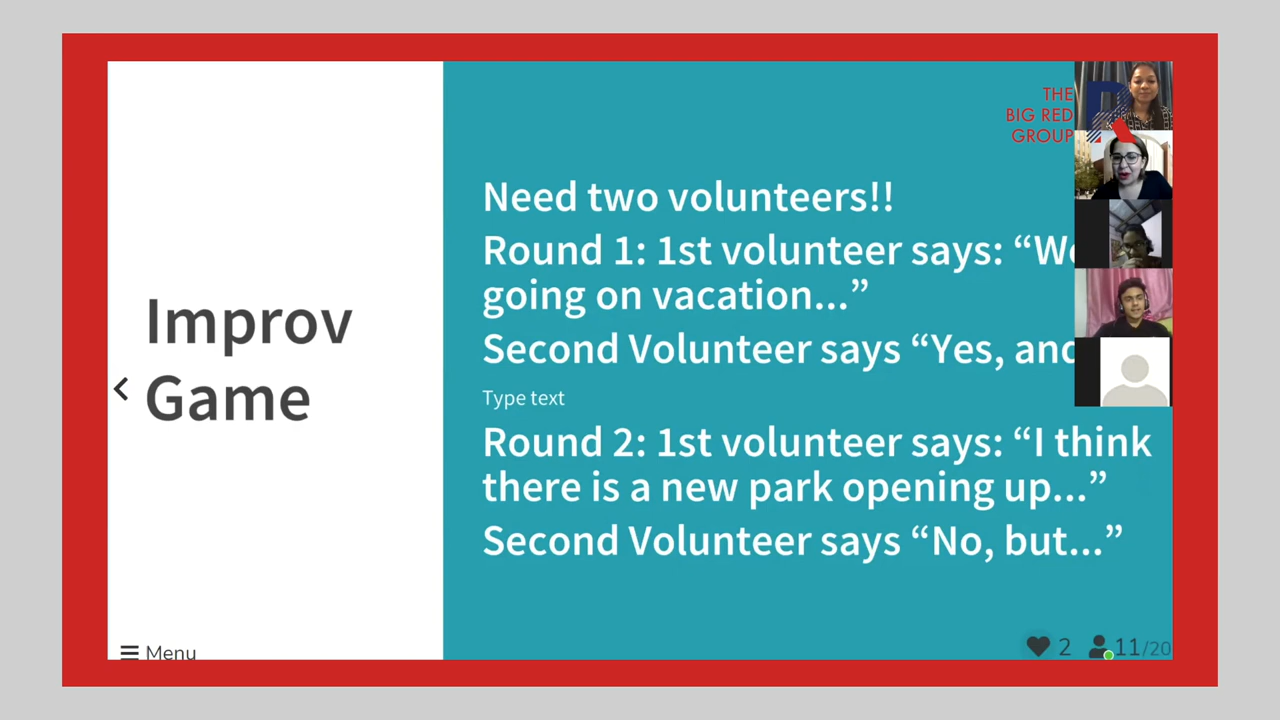 THE
BIG RED
GROUP
Improv
Game
Need two volunteers!!
Round 1: 1st volunteer says: “We
going on vacation...”
Second Volunteer says “Yes, and
Type text
Round 2: 1st volunteer says: “I think
there is a new park opening up...”
Second Volunteer says “No, but...”
Menu
2
11/20